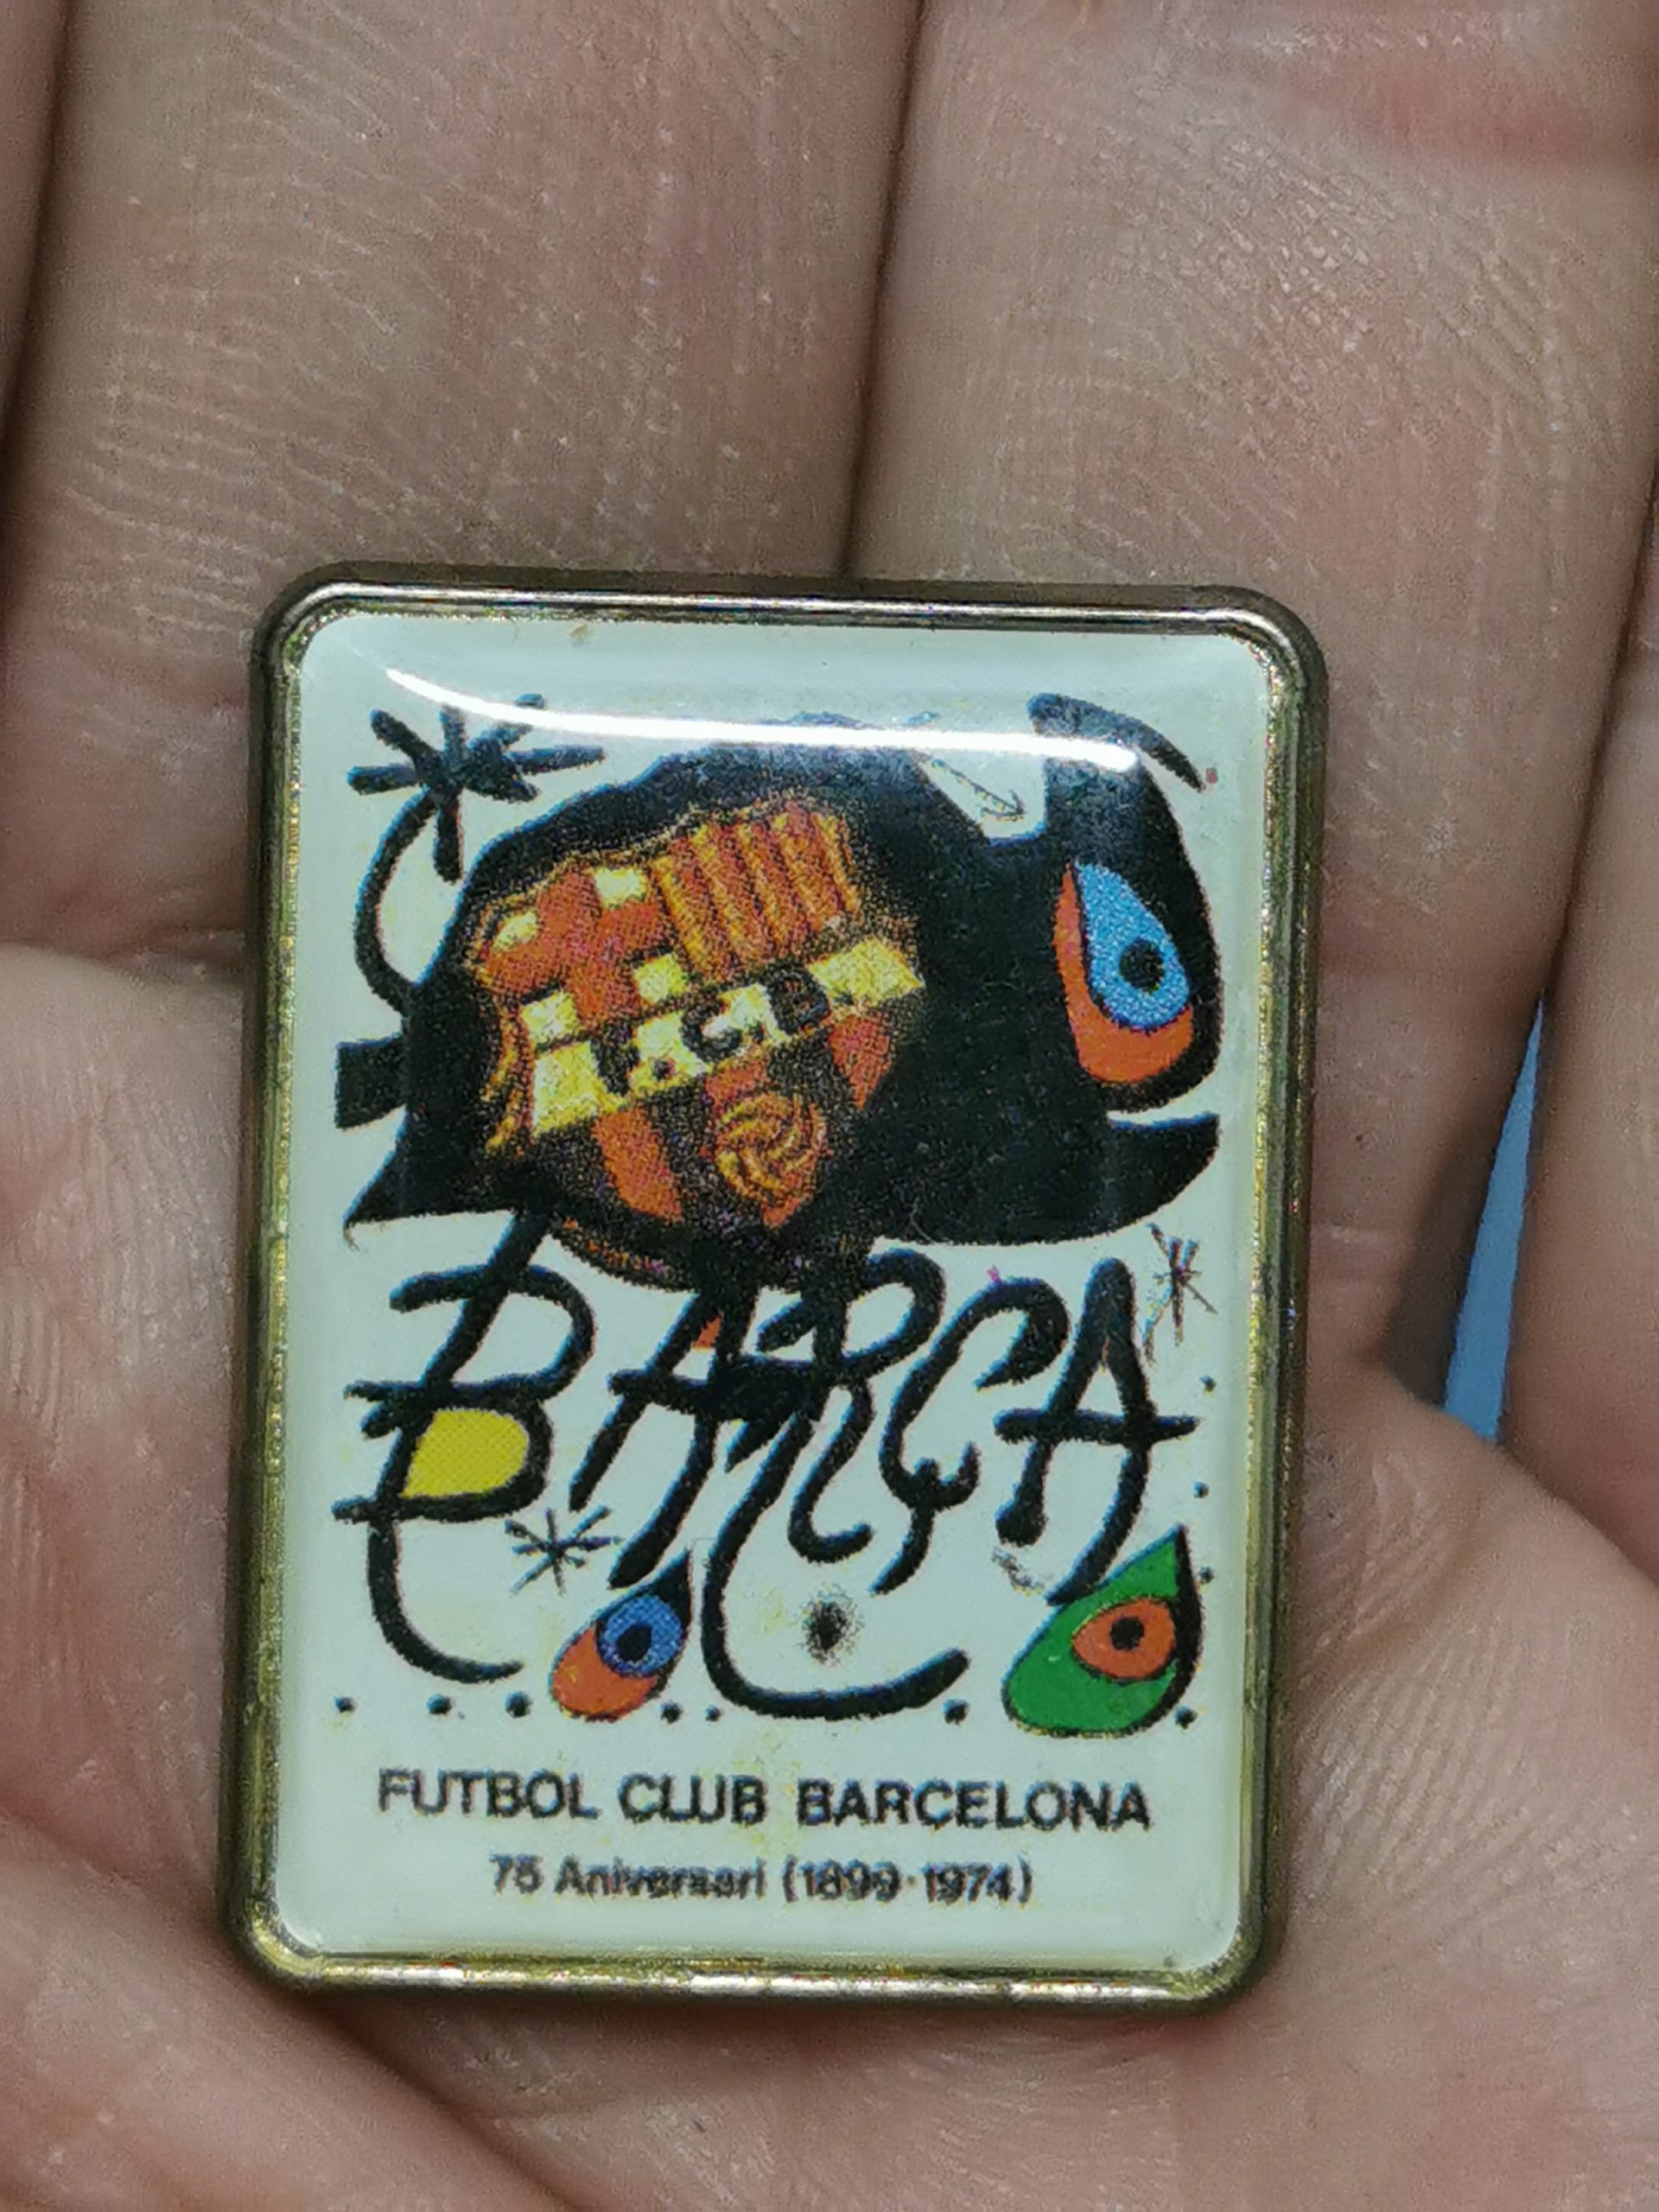 F.C.B
BARÇA
FUTBOL CLUB BARCELONA
75 Aniversari (1899-1974)